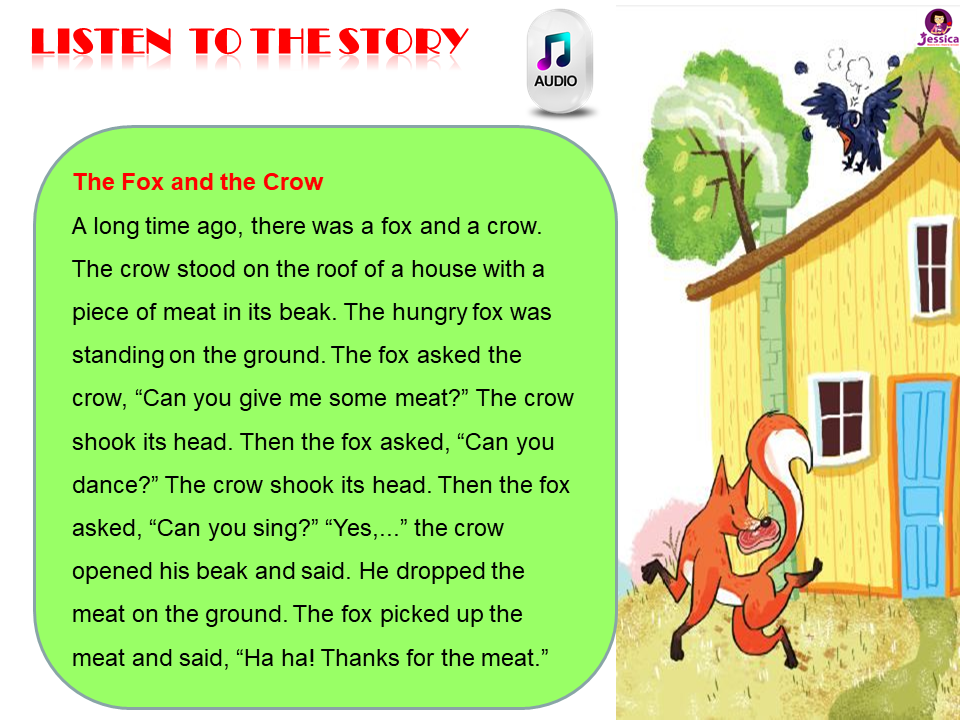 LISTEN TO THE STORY
AUDIO
Jessica
The Fox and the Crow
A long time ago, there was a fox and a crow.
The crow stood on the roof of a house with a
piece of meat in its beak. The hungry fox was
standing on the ground. The fox asked the
crow, “Can you give me some meat?” The crow
shook its head. Then the fox asked, “Can you
dance?” The crow shook its head. Then the fox
asked, “Can you sing?” “Yes,...” the crow
opened his beak and said. He dropped the
meat on the ground. The fox picked up the
meat and said, “Ha ha! Thanks for the meat.”